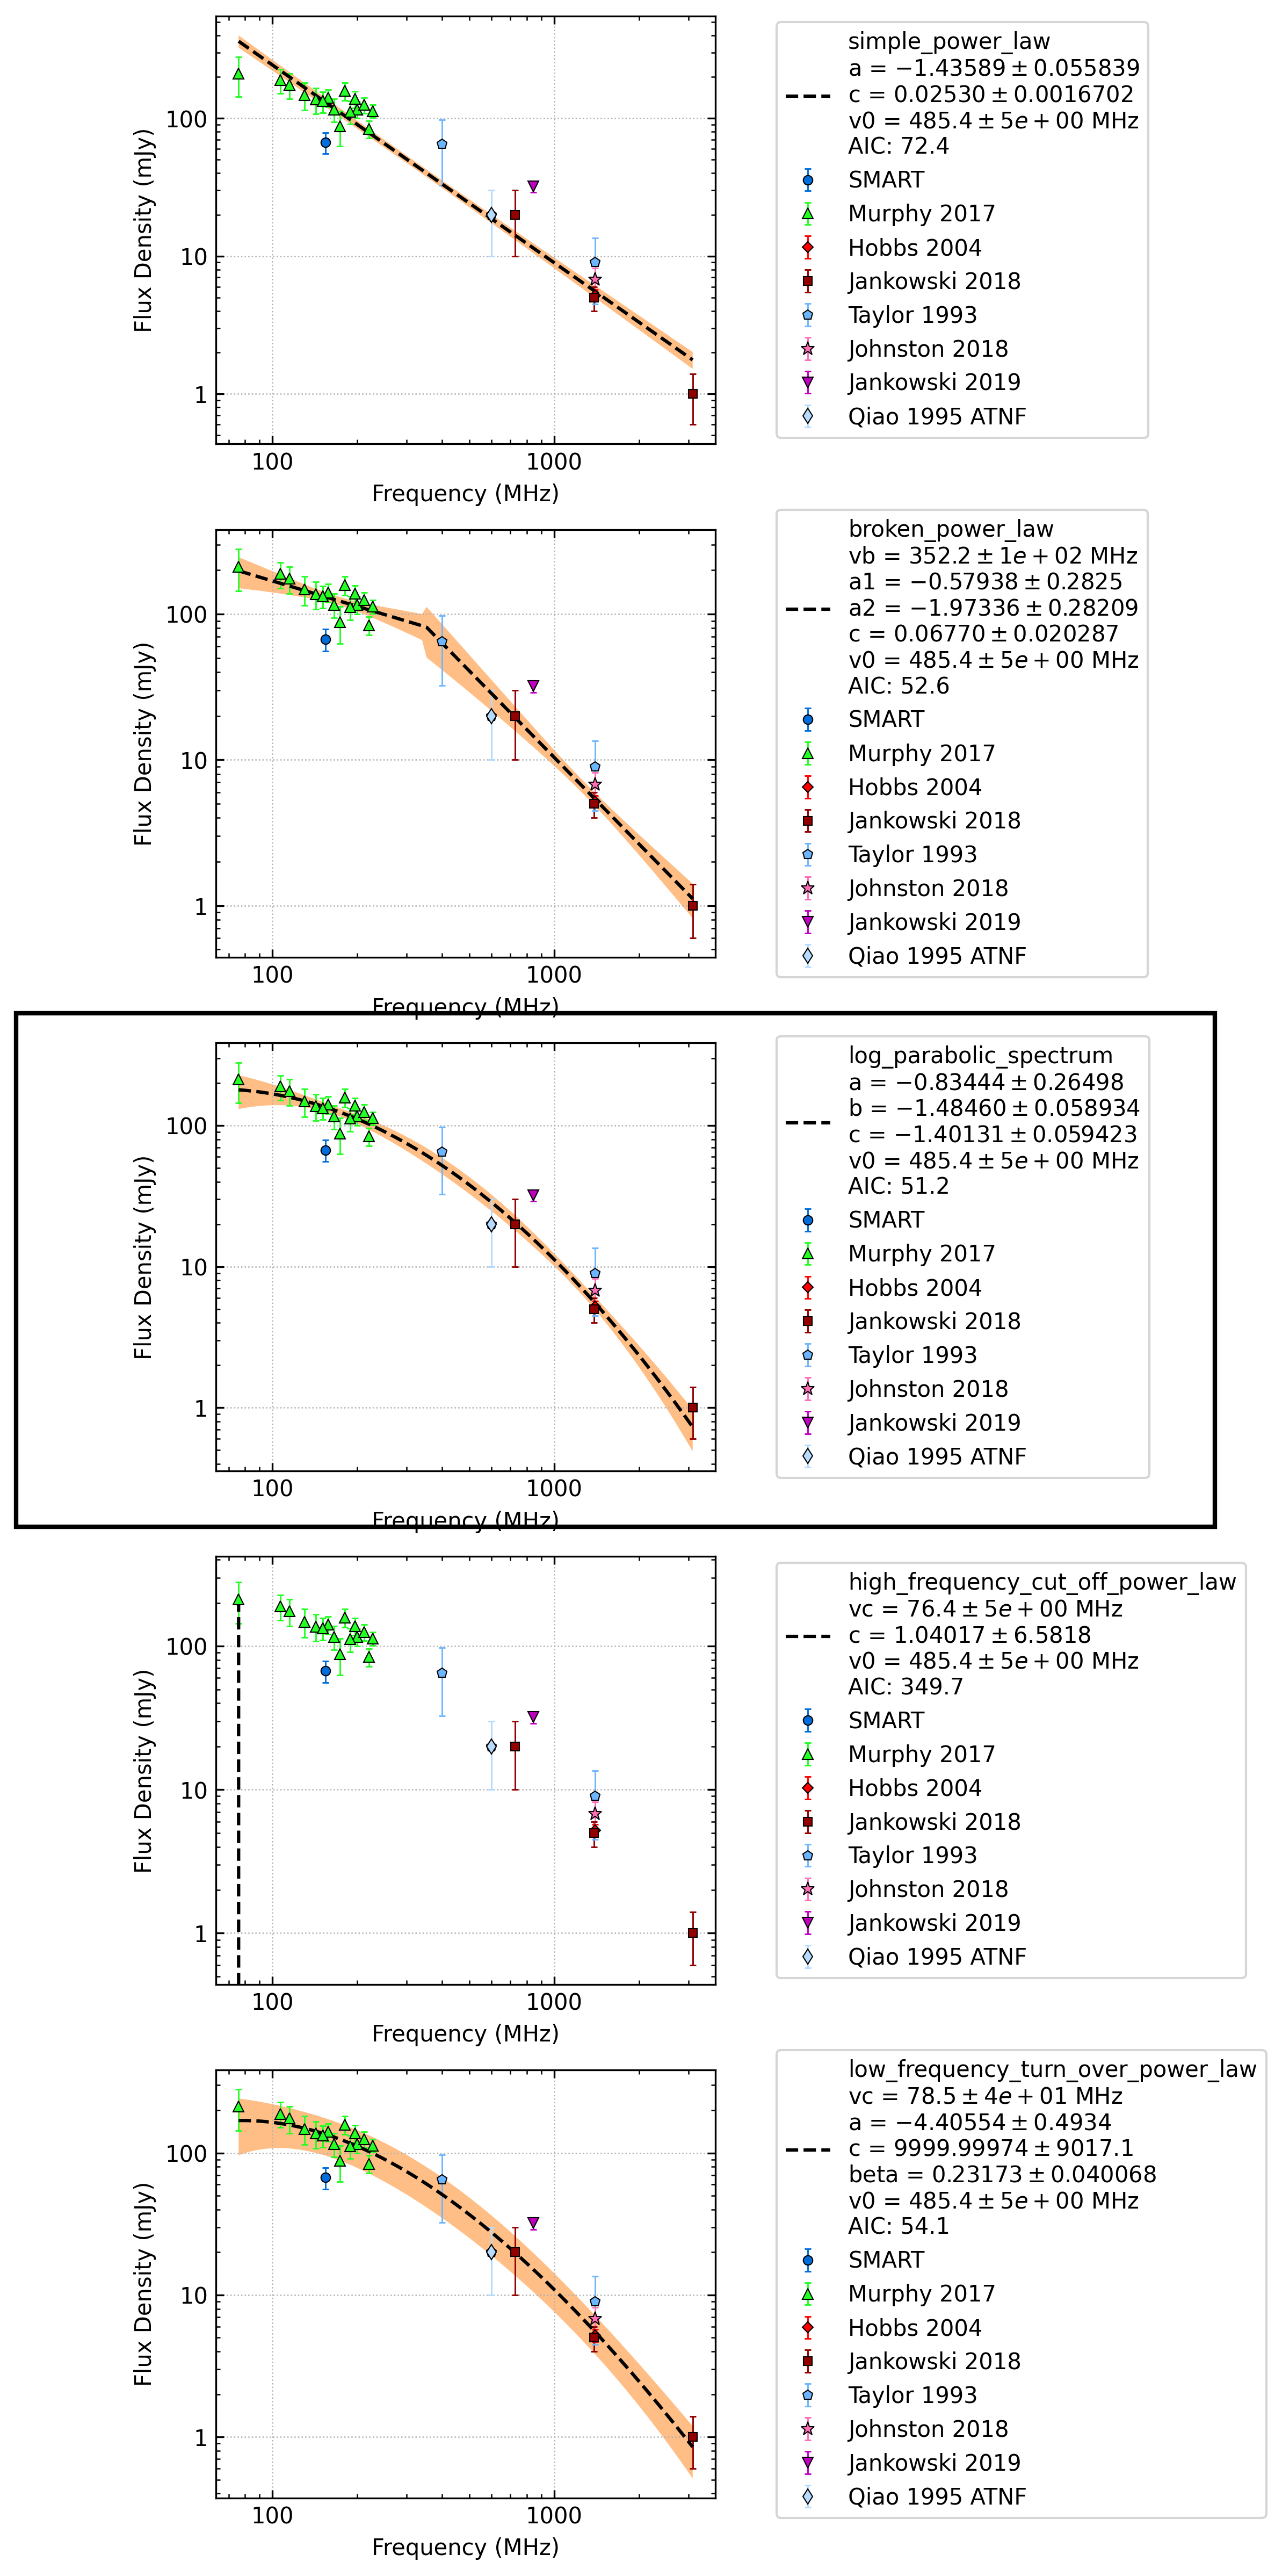 simple_power_law
a = −1.43589 ± 0.055839
c = 0.02530 ± 0.0016702
v0 = 485.4 ± 5e + 00 MHz
AIC: 72.4
SMART
Murphy 2017
Hobbs 2004
Jankowski 2018
Taylor 1993
Johnston 2018
Jankowski 2019
Qiao 1995 ATNF
Flux Density (mJy)
100
10
1
100 1000
Frequency (MHz)
broken_power_law
vb = 352.2 ± 1e + 02 MHz
a1 = −0.57938 ± 0.2825
a2 = −1.97336 ± 0.28209
c = 0.06770 ± 0.020287
v0 = 485.4 ± 5e + 00 MHz
AIC: 52.6
SMART
Murphy 2017
Hobbs 2004
Jankowski 2018
Taylor 1993
Johnston 2018
Jankowski 2019
Qiao 1995 ATNF
Flux Density (mJy)
100
10
1
100 1000
Frequency (MHz)
log_parabolic_spectrum
a = −0.83444 ± 0.26498
b = −1.48460 ± 0.058934
c = −1.40131 ± 0.059423
v0 = 485.4 ± 5e + 00 MHz
AIC: 51.2
SMART
Murphy 2017
Hobbs 2004
Jankowski 2018
Taylor 1993
Johnston 2018
Jankowski 2019
Qiao 1995 ATNF
Flux Density (mJy)
100
10
1
100 1000
Frequency (MHz)
high_frequency_cut_off_power_law
vc = 76.4 ± 5e + 00 MHz
c = 1.04017 ± 6.5818
v0 = 485.4 ± 5e + 00 MHz
AIC: 349.7
SMART
Murphy 2017
Hobbs 2004
Jankowski 2018
Taylor 1993
Johnston 2018
Jankowski 2019
Qiao 1995 ATNF
Flux Density (mJy)
100
10
1
100 1000
Frequency (MHz)
low_frequency_turn_over_power_law
vc = 78.5 ± 4e + 01 MHz
a = −4.40554 ± 0.4934
c = 9999.99974 ± 9017.1
beta = 0.23173 ± 0.040068
v0 = 485.4 ± 5e + 00 MHz
AIC: 54.1
SMART
Murphy 2017
Hobbs 2004
Jankowski 2018
Taylor 1993
Johnston 2018
Jankowski 2019
Qiao 1995 ATNF
Flux Density (mJy)
100
10
1
100 1000
Frequency (MHz)